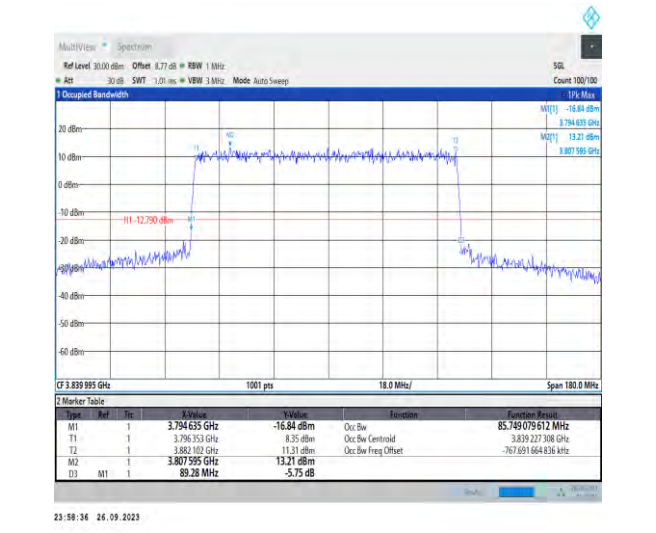 MultiView Spectrum
Ref Level 30.00 dBm Offset 8.77 dB RBW 1 MHz SGL
Att 30 dB SWT 1.01 ms VBW 3 MHz Mode Auto Sweep Count 100/100
1 Occupied Bandwidth 1Pk Max
M1[1] -16.84 dBm
3.794 635 GHz
20 dBm M2 M2[1] 13.21 dBm
3.807 595 GHz
10 dBm
0 dBm
-10 dBm
H1 -12.790 dBm M1
-20 dBm
-30 dBm
-40 dBm
-50 dBm
-60 dBm
CF 3.839 995 GHz 1001 pts 18.0 MHz/ Span 180.0 MHz
2 Marker Table
Type Ref Trc X-Value Y-Value Function Function Result
M1 1 3.794 635 GHz -16.84 dBm Occ Bw 85.749 079 612 MHz
T1 1 3.796 353 GHz 8.35 dBm Occ Bw Centroid 3.839 227 308 GHz
T2 1 3.882 102 GHz 11.31 dBm Occ Bw Freq Offset -767.691 664 836 kHz
M2 1 3.807 595 GHz 13.21 dBm
D3 M1 1 89.28 MHz -5.75 dB
23:58:36 26.09.2023